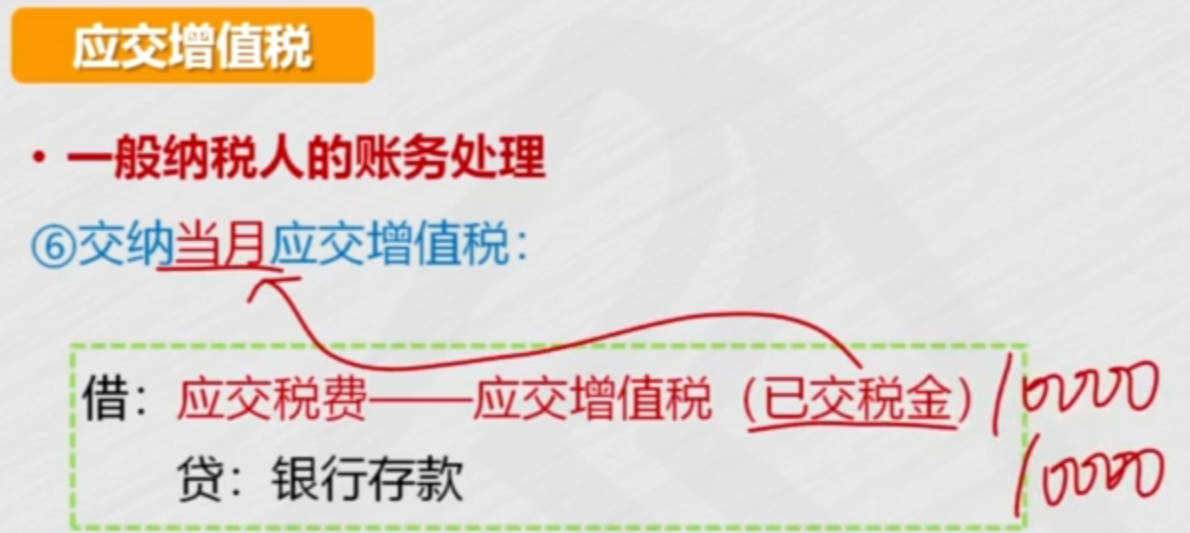 应交增值税
•一般纳税人的账务处理
⑥交纳当月应交增值税：
借：应交税费——应交增值税（已交税金）10000
贷：银行存款 10000